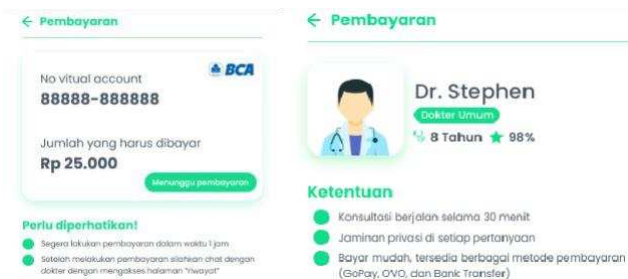 ← Pembayaran
BCA
No vitual account
88888-888888
Jumlah yang harus dibayar
Rp 25.000
Menunggu pembayaran
Perlu diperhatikan!
Segera lakukan pembayaran dalam waktu 1 jam
Setelah melakukan pembayaran silahkan chat dengan
dokter dengan mengakses halaman "riwayat"
← Pembayaran
Dr. Stephen
Dokter Umum
8 Tahun ★ 98%
Ketentuan
Konsultasi berjalan selama 30 menit
Jaminan privasi di setiap pertanyaan
Bayar mudah, tersedia berbagai metode pembayaran
(GoPay, OVO, dan Bank Transfer)